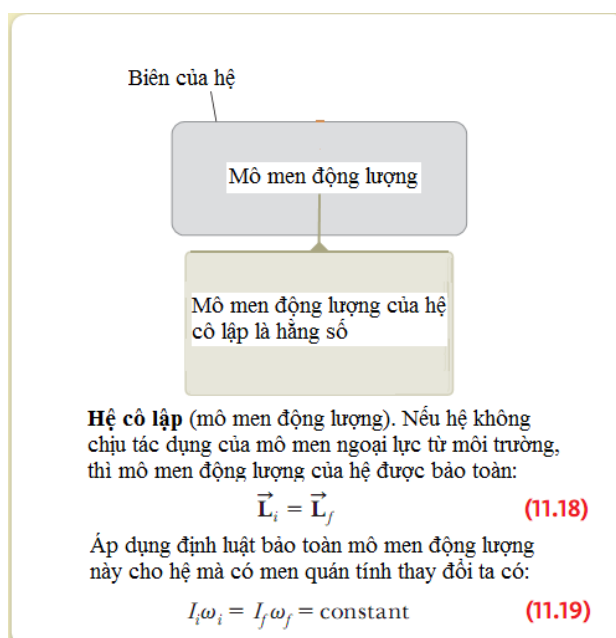 Biên của hệ
Mô men động lượng
Mô men động lượng của hệ
cô lập là hằng số
Hệ cô lập (mô men động lượng). Nếu hệ không
chịu tác dụng của mô men ngoại lực từ môi trường,
thì mô men động lượng của hệ được bảo toàn:
L⃗ᵢ = L⃗_f (11.18)
Áp dụng định luật bảo toàn mô men động lượng
này cho hệ mà có men quán tính thay đổi ta có:
Iᵢωᵢ = I_f ω_f = constant (11.19)